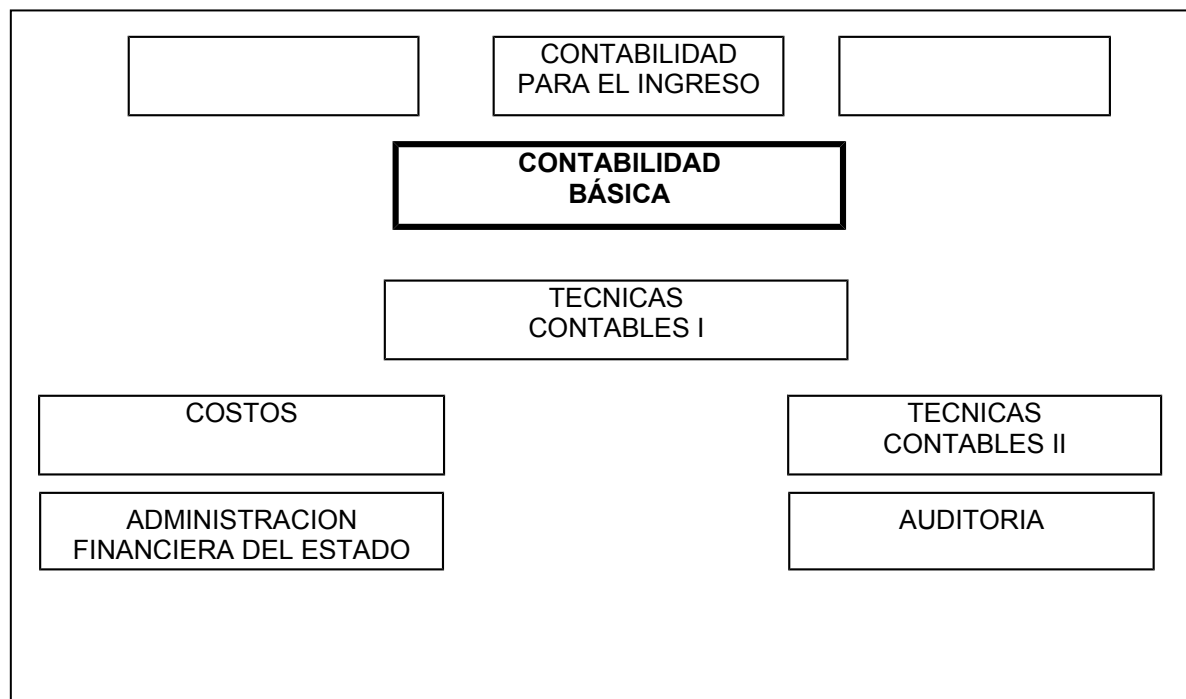 CONTABILIDAD
PARA EL INGRESO
CONTABILIDAD
BÁSICA
TECNICAS
CONTABLES I
COSTOS
TECNICAS
CONTABLES II
ADMINISTRACION
FINANCIERA DEL ESTADO
AUDITORIA